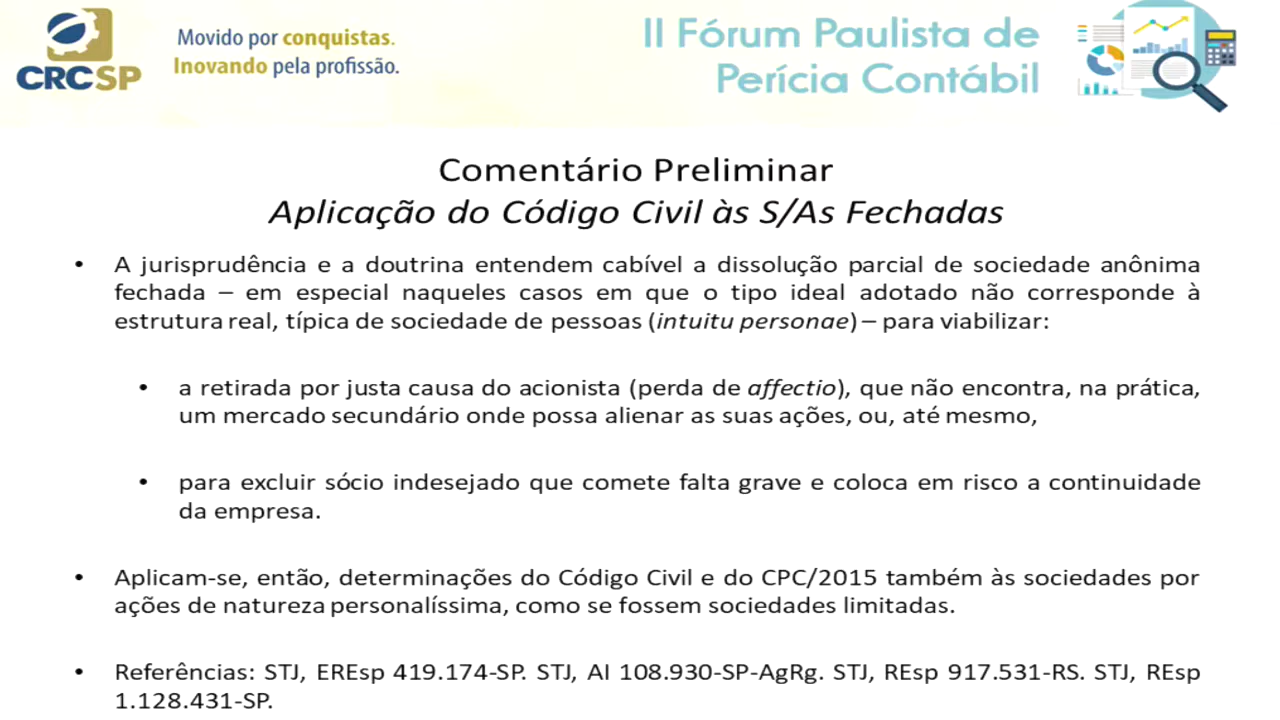 CRCSP
Movido por conquistas.
Inovando pela profissão.
II Fórum Paulista de
Perícia Contábil
Comentário Preliminar
Aplicação do Código Civil às S/As Fechadas
• A jurisprudência e a doutrina entendem cabível a dissolução parcial de sociedade anônima
fechada – em especial naqueles casos em que o tipo ideal adotado não corresponde à
estrutura real, típica de sociedade de pessoas (intuitu personae) – para viabilizar:
• a retirada por justa causa do acionista (perda de affectio), que não encontra, na prática,
um mercado secundário onde possa alienar as suas ações, ou, até mesmo,
• para excluir sócio indesejado que comete falta grave e coloca em risco a continuidade
da empresa.
• Aplicam-se, então, determinações do Código Civil e do CPC/2015 também às sociedades por
ações de natureza personalíssima, como se fossem sociedades limitadas.
• Referências: STJ, EREsp 419.174-SP. STJ, AI 108.930-SP-AgRg. STJ, REsp 917.531-RS. STJ, REsp
1.128.431-SP.